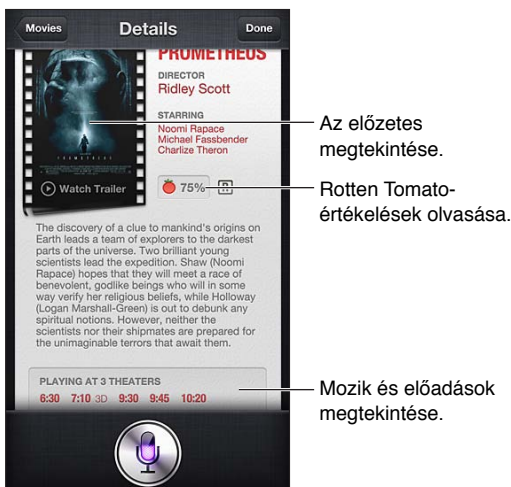 Movies
Details
Done
PROMETHEUS
DIRECTOR
Ridley Scott
STARRING
Noomi Rapace
Michael Fassbender
Charlize Theron
PROMETHEUS
Watch Trailer
75%
R
The discovery of a clue to mankind's origins on
Earth leads a team of explorers to the darkest
parts of the universe. Two brilliant young
scientists lead the expedition. Shaw (Noomi
Rapace) hopes that they will meet a race of
benevolent, godlike beings who will in some
way verify her religious beliefs, while Holloway
(Logan Marshall-Green) is out to debunk any
spiritual notions. However, neither the
scientists nor their shipmates are prepared for
the unimaginable terrors that await them.
PLAYING AT 3 THEATERS
6:30 7:10 3D 9:30 9:45 10:20
Az előzetes
megtekintése.
Rotten Tomato-
értékelések olvasása.
Mozik és előadások
megtekintése.